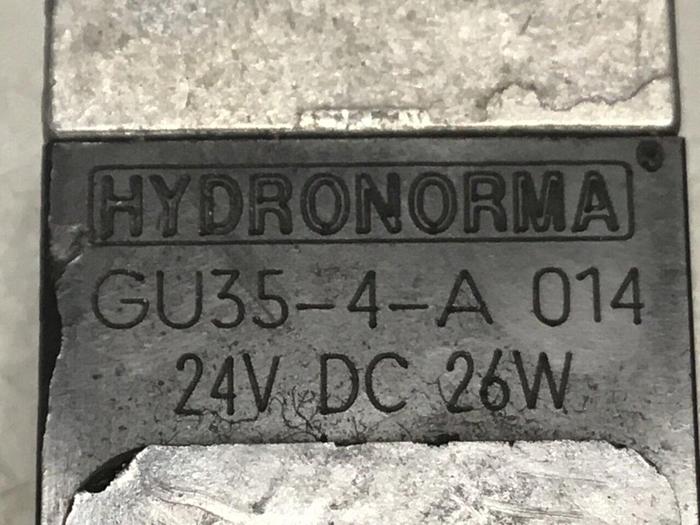 HYDRONORMA
GU35-4-A 014
24V DC 26W